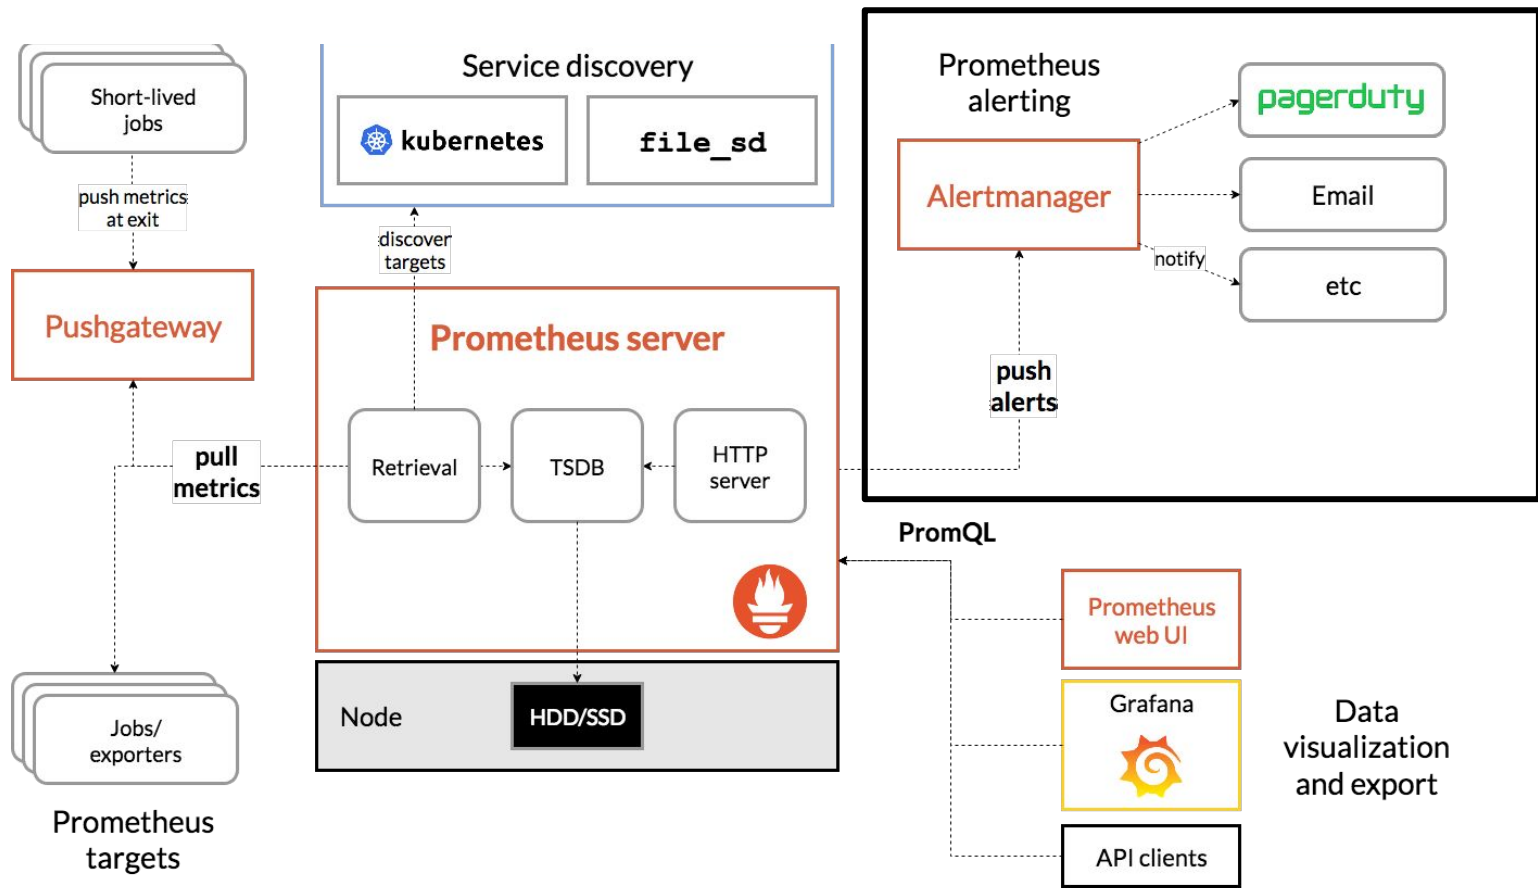 Short-lived
jobs
push metrics
at exit
Pushgateway
pull
metrics
Jobs/
exporters
Prometheus
targets
Service discovery
kubernetes
file_sd
discover
targets
Prometheus server
Retrieval
TSDB
HTTP
server
Node
HDD/SSD
Prometheus
alerting
Alertmanager
pagerduty
Email
notify
etc
push
alerts
PromQL
Prometheus
web UI
Grafana
API clients
Data
visualization
and export